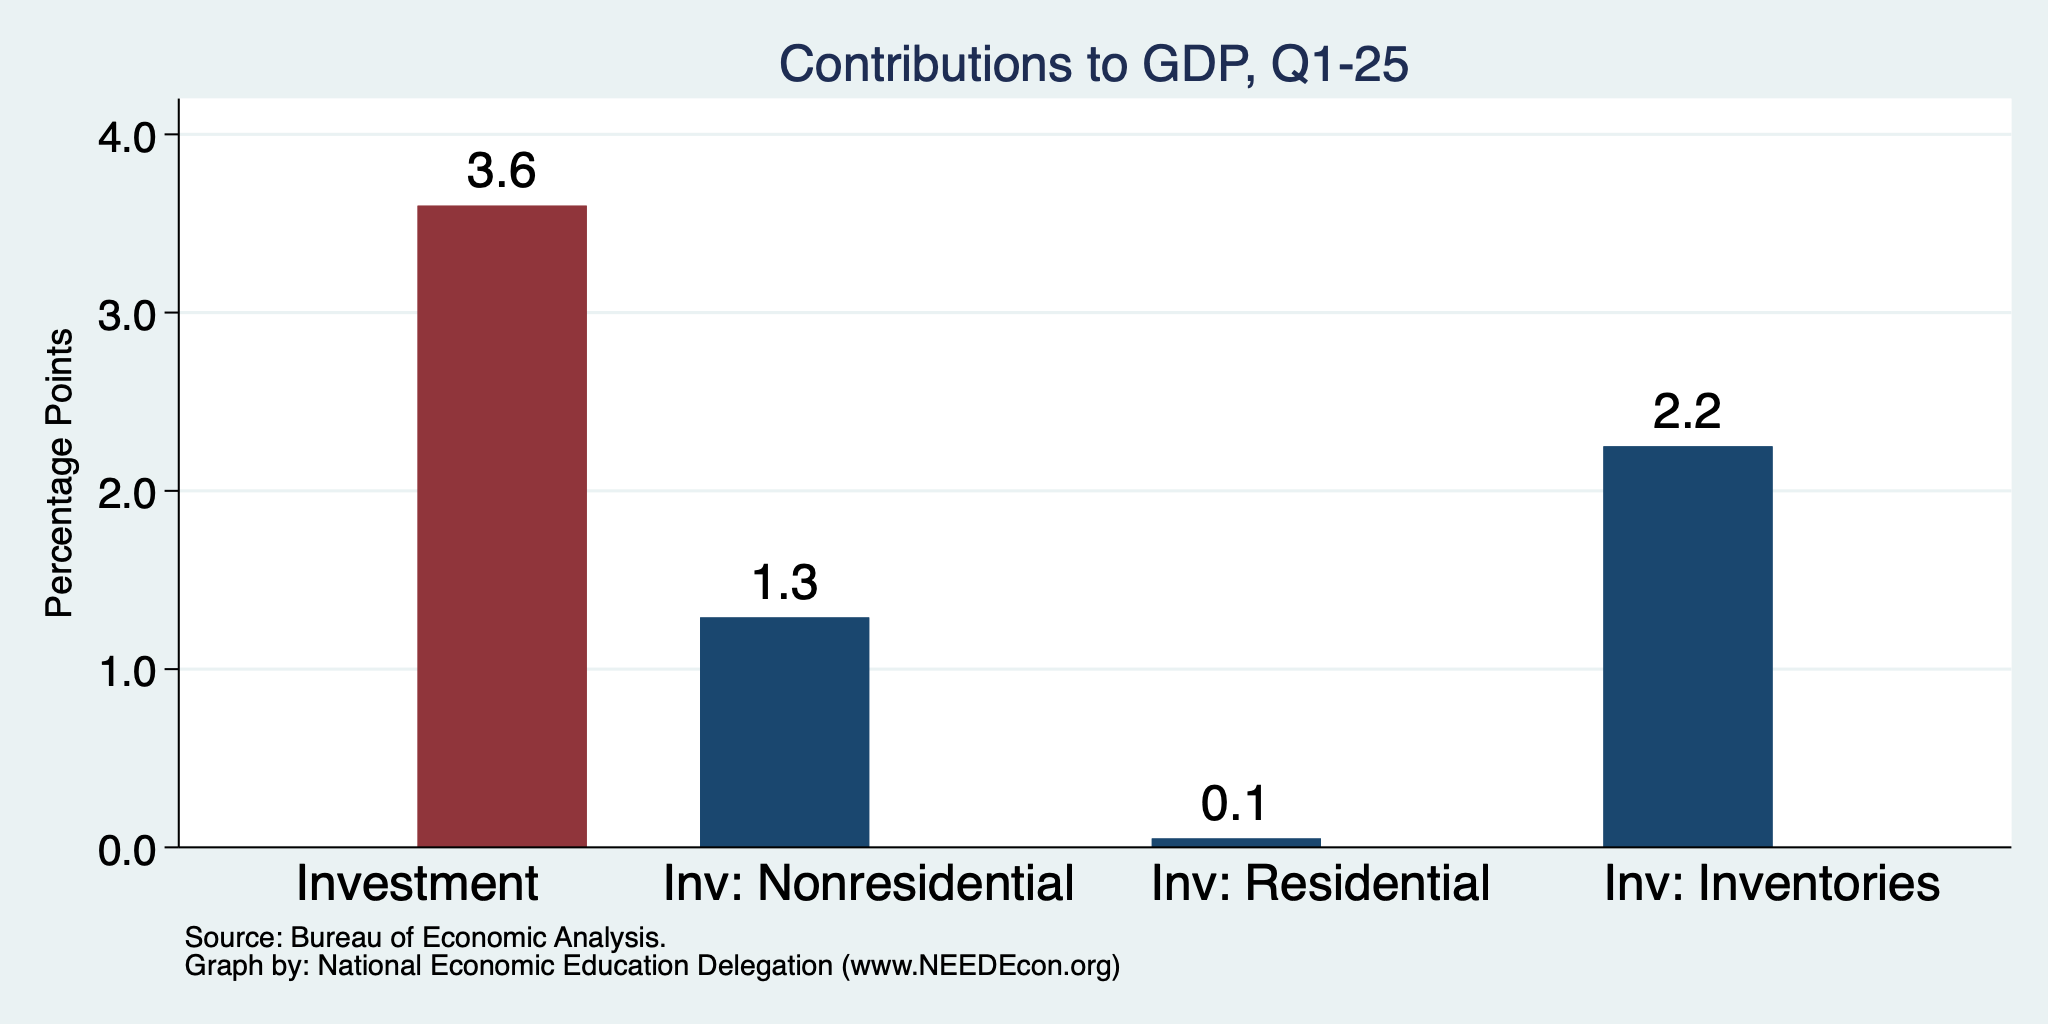 Contributions to GDP, Q1-25
Percentage Points
4.0
3.0
2.0
1.0
0.0
3.6
1.3
0.1
2.2
Investment
Inv: Nonresidential
Inv: Residential
Inv: Inventories
Source: Bureau of Economic Analysis.
Graph by: National Economic Education Delegation (www.NEEDEcon.org)